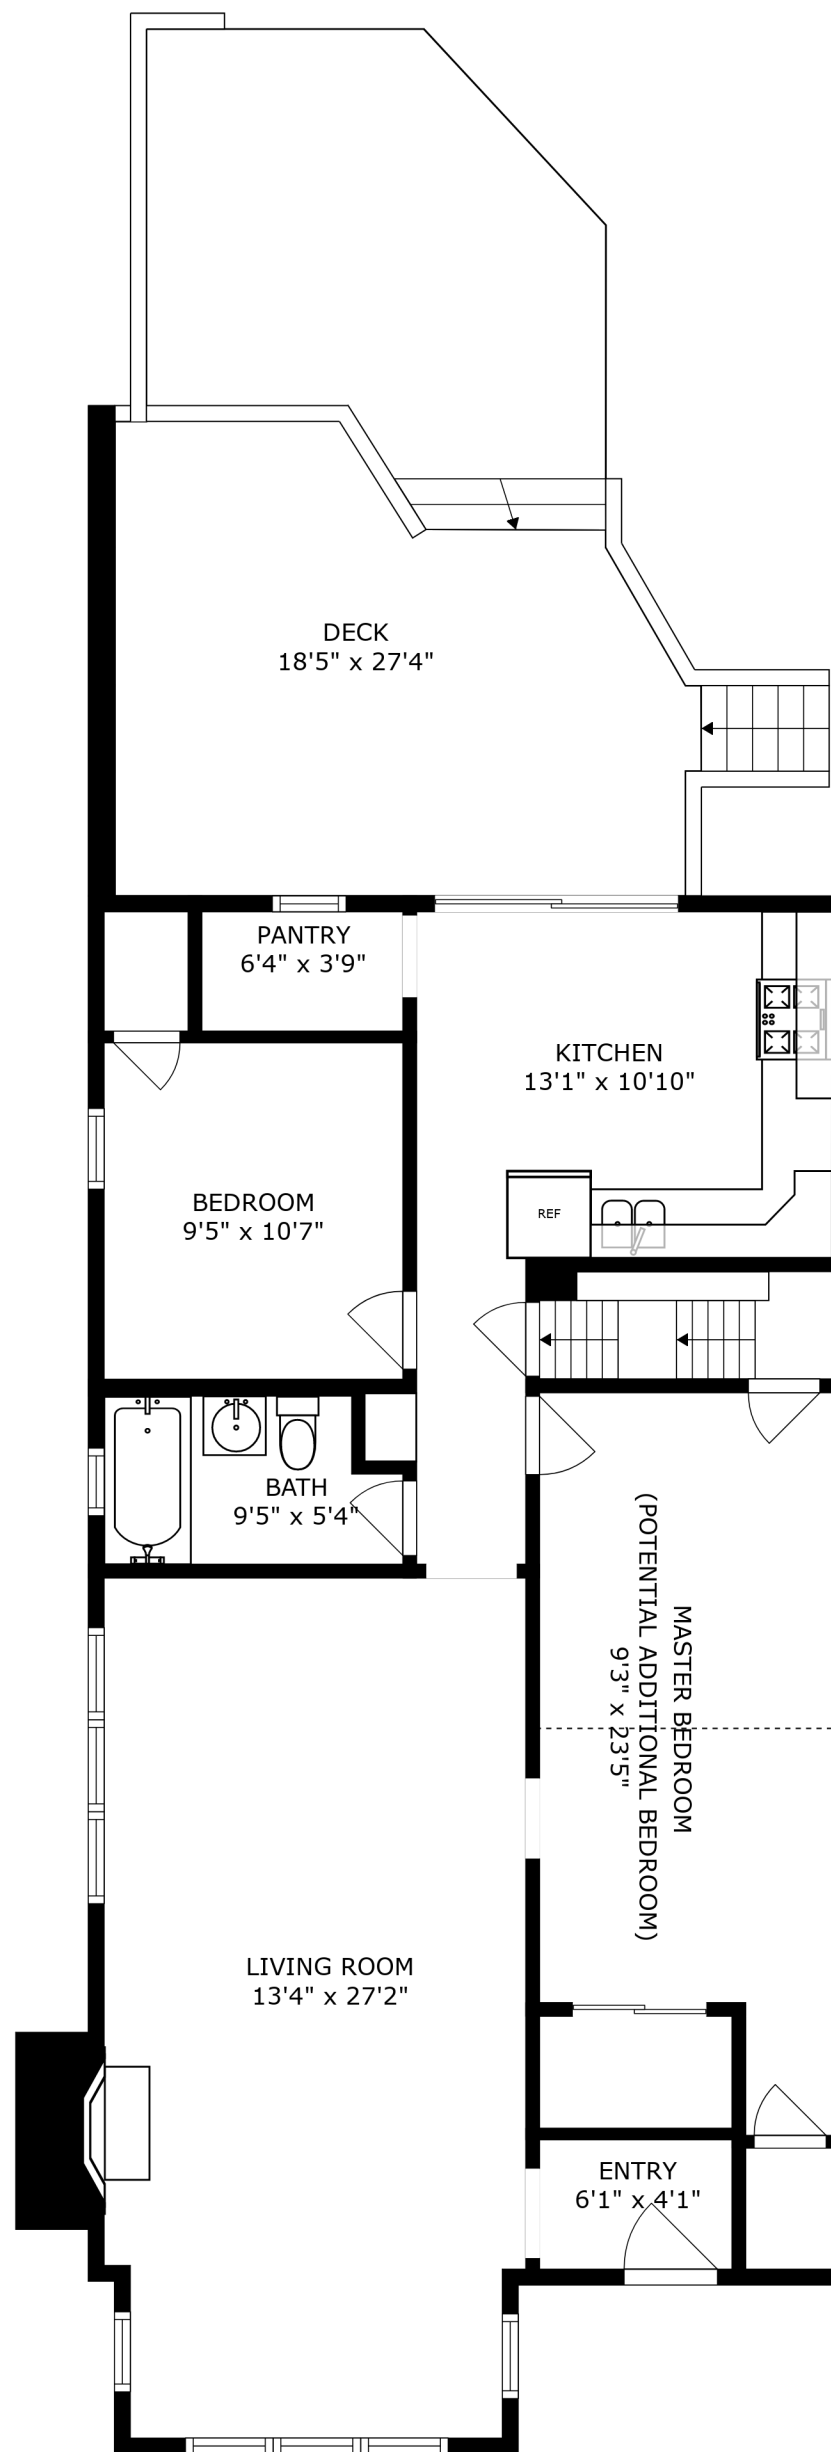 DECK
18'5" x 27'4"
PANTRY
6'4" x 3'9"
KITCHEN
13'1" x 10'10"
BEDROOM
9'5" x 10'7"
REF
BATH
9'5" x 5'4"
MASTER BEDROOM
(POTENTIAL ADDITIONAL BEDROOM)
9'3" x 23'5"
LIVING ROOM
13'4" x 27'2"
ENTRY
6'1" x 4'1"